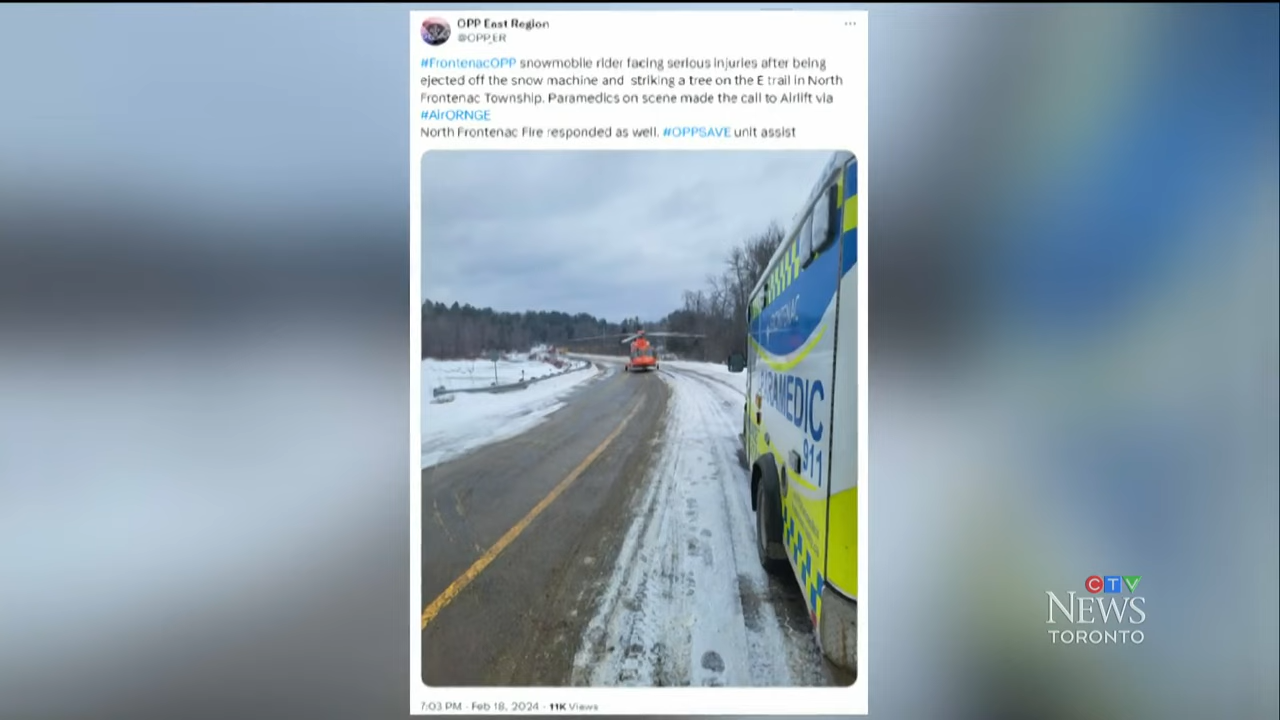 OPP East Region
@OPP_ER
#FrontenacOPP snowmobile rider facing serious injuries after being
ejected off the snow machine and striking a tree on the E trail in North
Frontenac Township. Paramedics on scene made the call to Airlift via
#AirORNGE
North Frontenac Fire responded as well. #OPPSAVE unit assist
FRONTENAC
PARAMEDIC
911
7:03 PM · Feb 18, 2024 · 11K Views
CTV
NEWS
TORONTO